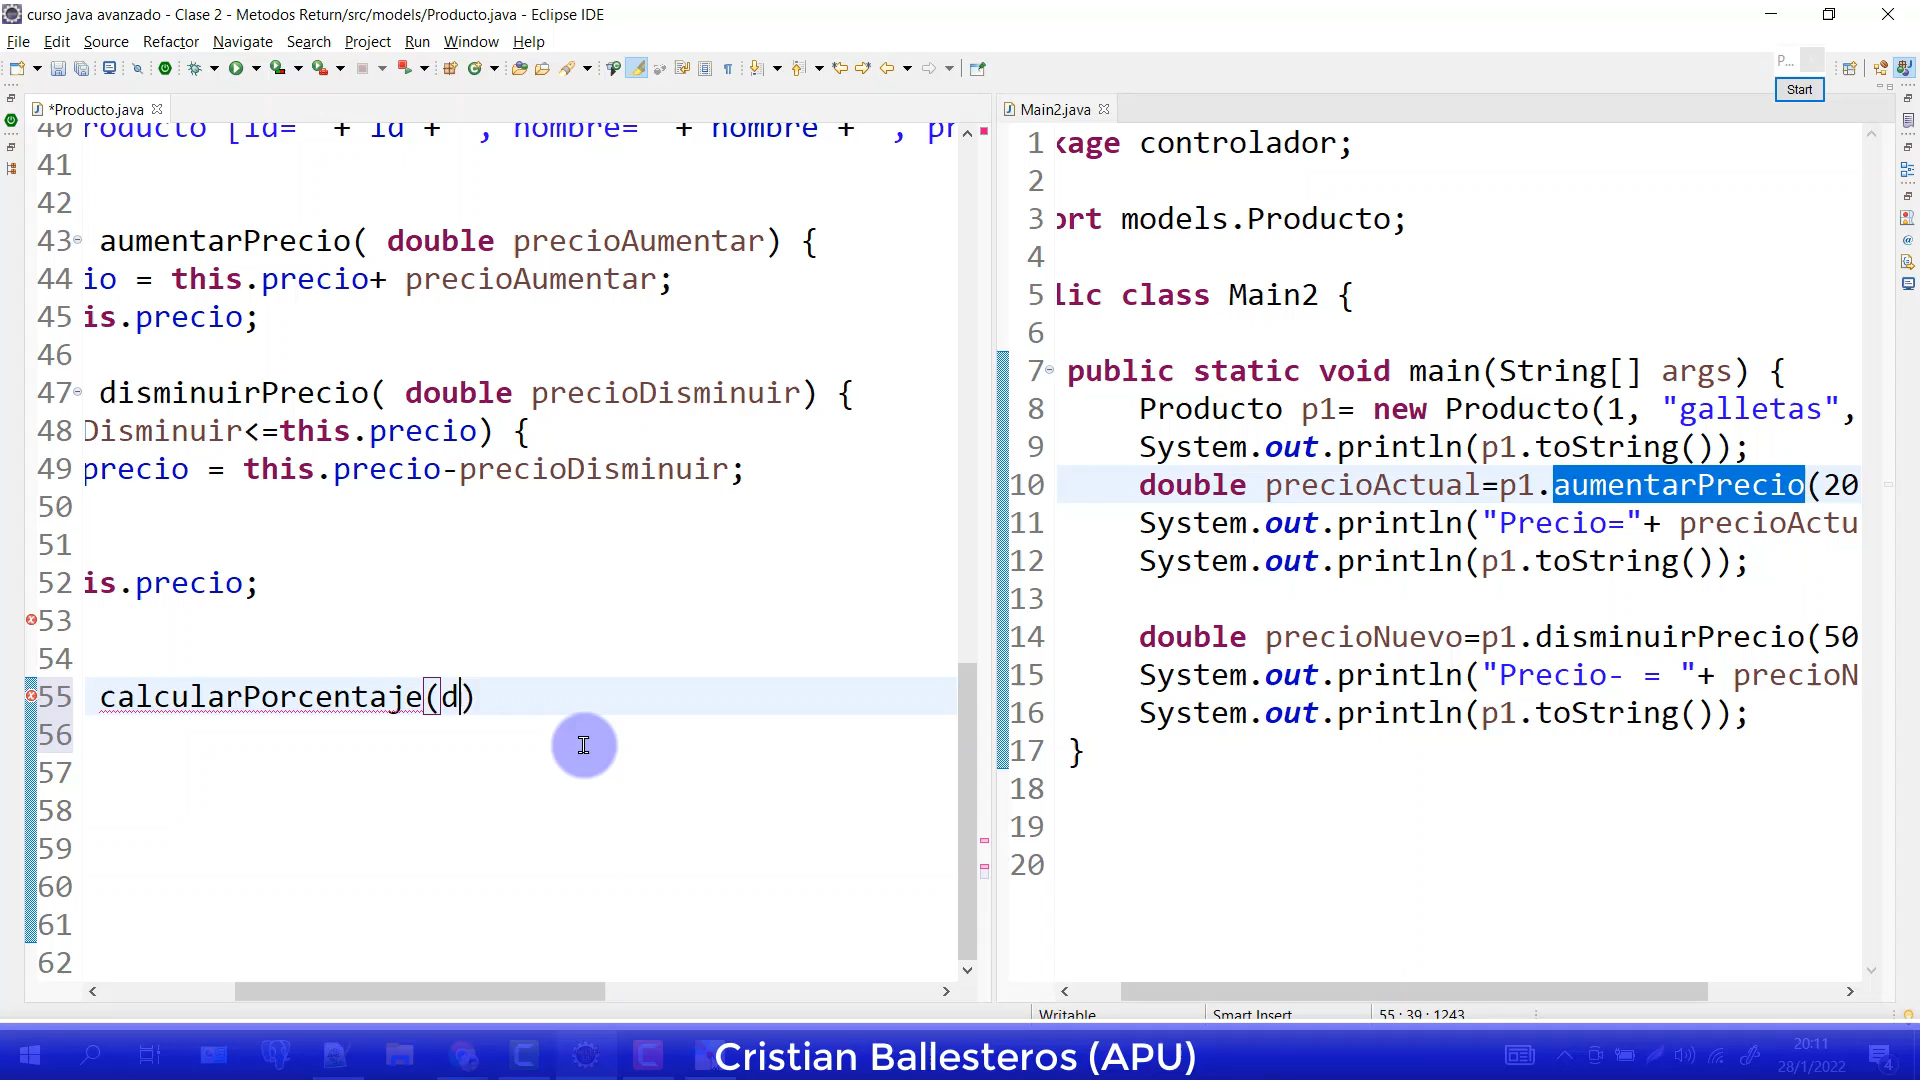 curso java avanzado - Clase 2 - Metodos Return/src/models/Producto.java - Eclipse IDE
File Edit Source Refactor Navigate Search Project Run Window Help
P...
Start
*Producto.java
40 roducto [id= + id + , nombre= + nombre + , pr
41
42
43 aumentarPrecio( double precioAumentar) {
44 io = this.precio+ precioAumentar;
45 is.precio;
46
47 disminuirPrecio( double precioDisminuir) {
48 Disminuir<=this.precio) {
49 precio = this.precio-precioDisminuir;
50
51
52 is.precio;
53
54
55 calcularPorcentaje(d)
56
57
58
59
60
61
62
Main2.java
1 kage controlador;
2
3 ort models.Producto;
4
5 lic class Main2 {
6
7 public static void main(String[] args) {
8 Producto p1= new Producto(1, "galletas",
9 System.out.println(p1.toString());
10 double precioActual=p1.aumentarPrecio(20
11 System.out.println("Precio="+ precioActu
12 System.out.println(p1.toString());
13
14 double precioNuevo=p1.disminuirPrecio(50
15 System.out.println("Precio- = "+ precioN
16 System.out.println(p1.toString());
17 }
18
19
20
Writable Smart Insert 55 : 39 : 1243
Cristian Ballesteros (APU)
20:11
28/1/2022
4